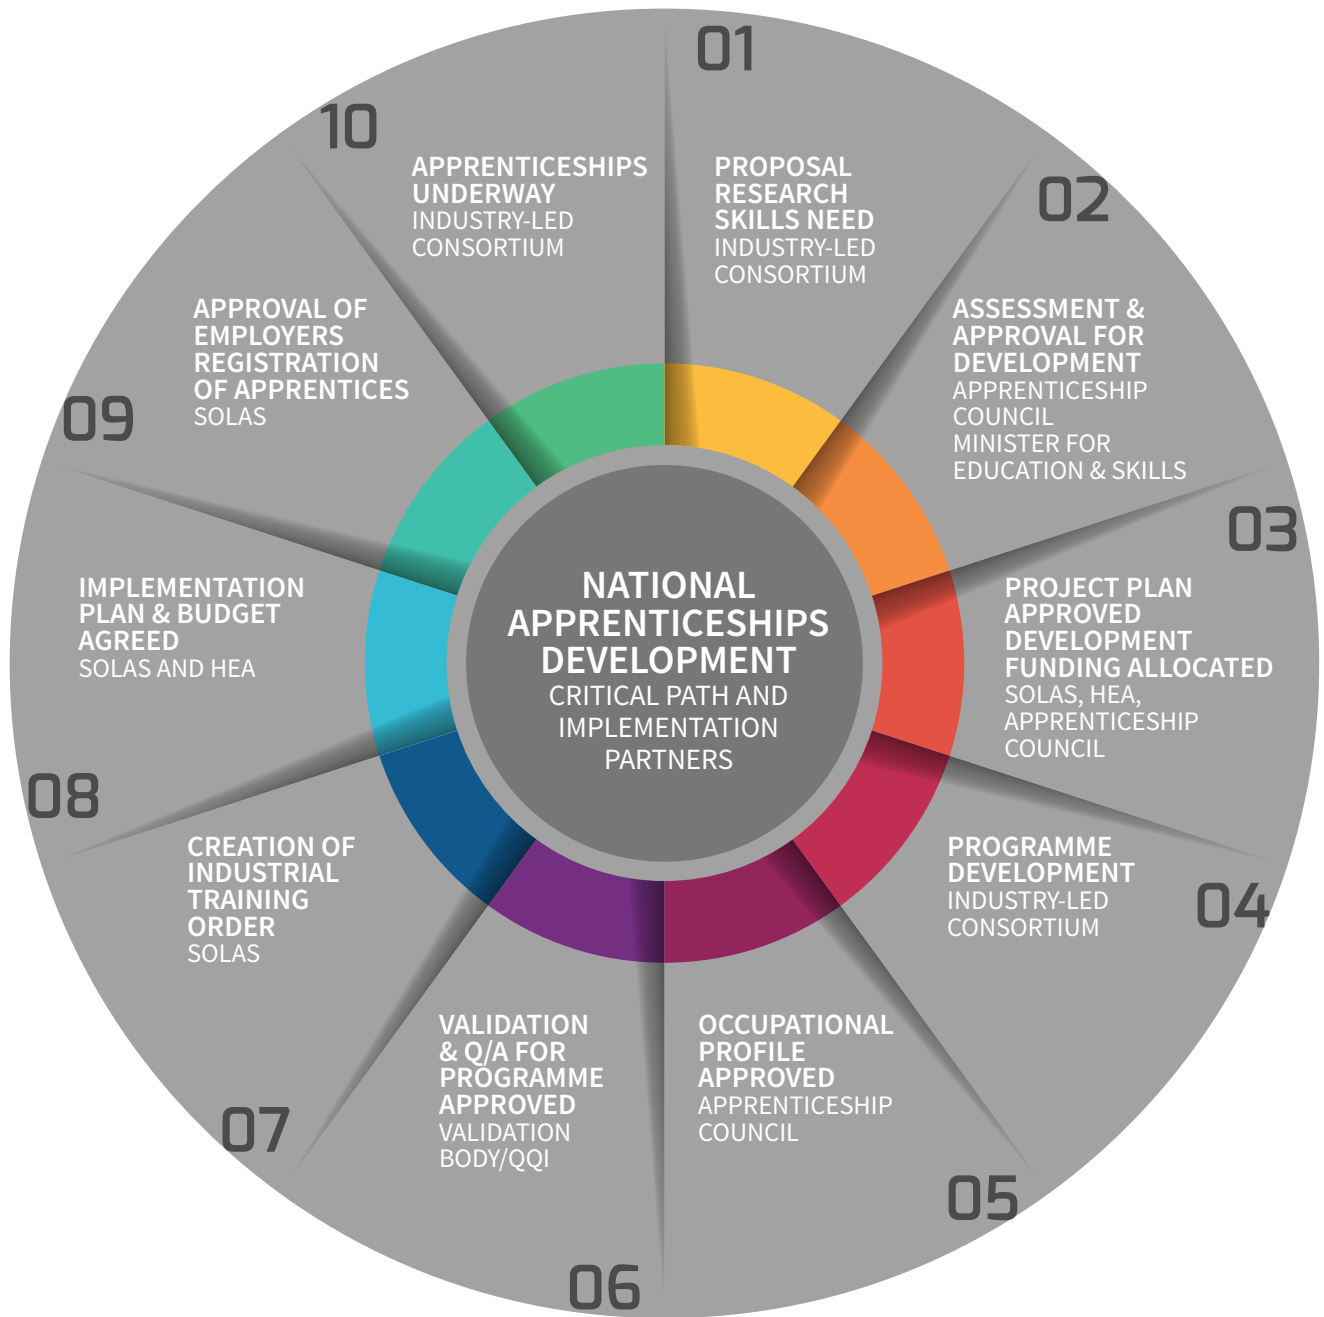 NATIONAL
APPRENTICESHIPS
DEVELOPMENT
CRITICAL PATH AND
IMPLEMENTATION
PARTNERS
01
PROPOSAL
RESEARCH
SKILLS NEED
INDUSTRY-LED
CONSORTIUM
02
ASSESSMENT &
APPROVAL FOR
DEVELOPMENT
APPRENTICESHIP
COUNCIL
MINISTER FOR
EDUCATION & SKILLS
03
PROJECT PLAN
APPROVED
DEVELOPMENT
FUNDING ALLOCATED
SOLAS, HEA,
APPRENTICESHIP
COUNCIL
04
PROGRAMME
DEVELOPMENT
INDUSTRY-LED
CONSORTIUM
05
OCCUPATIONAL
PROFILE
APPROVED
APPRENTICESHIP
COUNCIL
06
VALIDATION
& Q/A FOR
PROGRAMME
APPROVED
VALIDATION
BODY/QQI
07
CREATION OF
INDUSTRIAL
TRAINING
ORDER
SOLAS
08
IMPLEMENTATION
PLAN & BUDGET
AGREED
SOLAS AND HEA
09
APPROVAL OF
EMPLOYERS
REGISTRATION
OF APPRENTICES
SOLAS
10
APPRENTICESHIPS
UNDERWAY
INDUSTRY-LED
CONSORTIUM